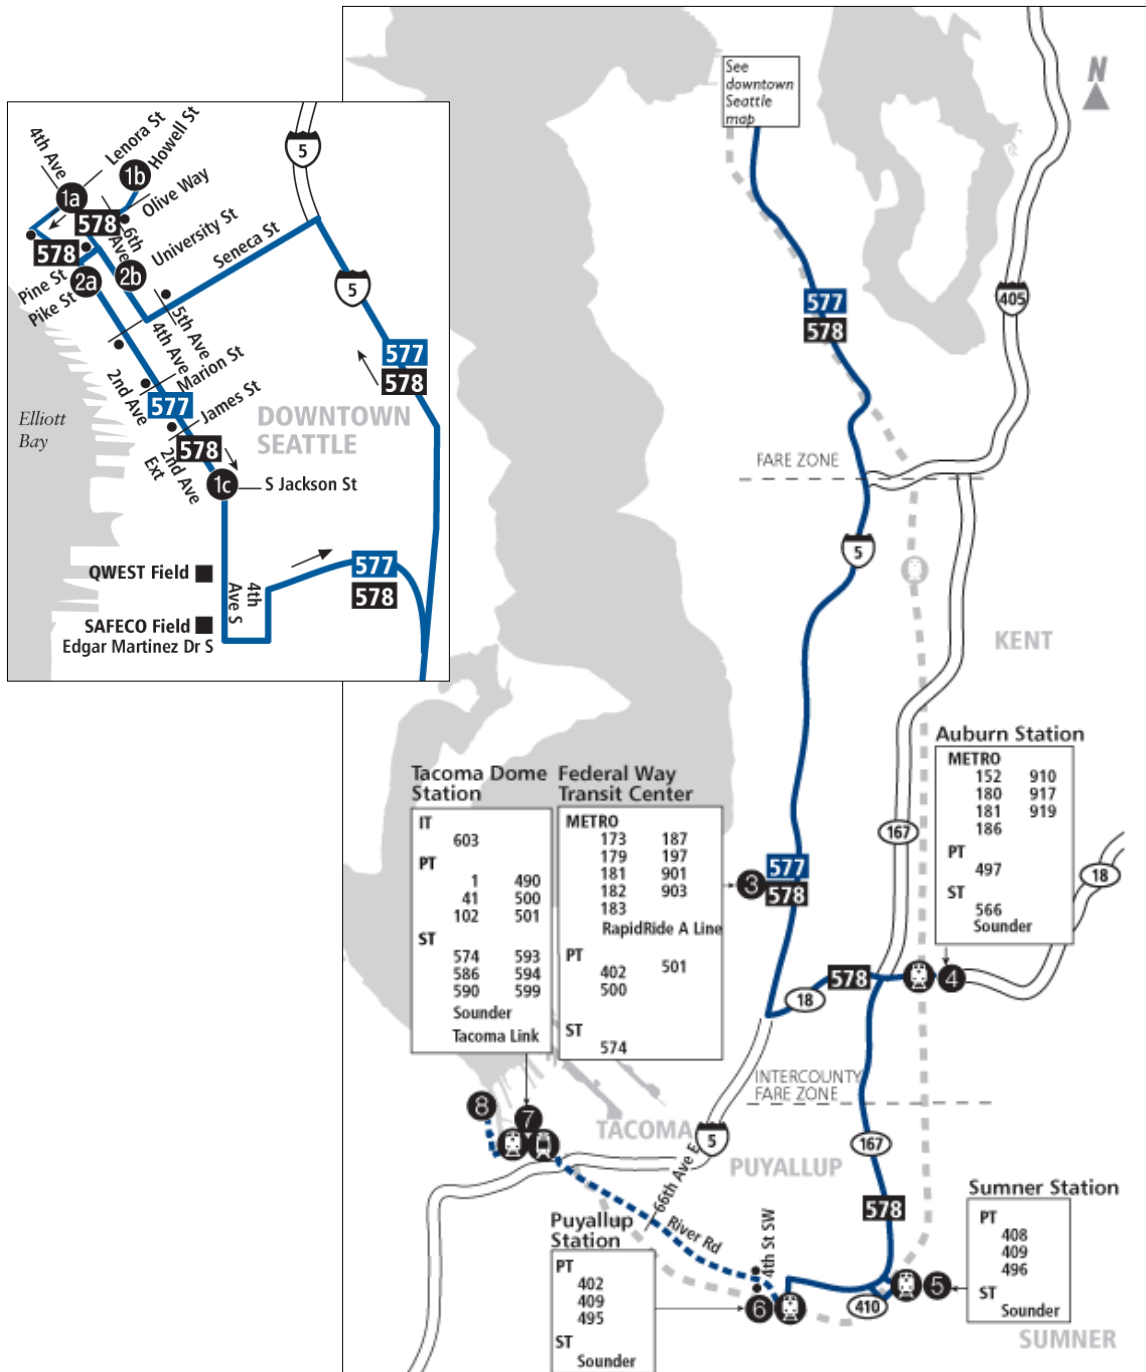 See
downtown
Seattle
map
N
4th Ave
Lenora St
Howell St
1a
1b
578
Olive Way
6th
Ave
University St
578
Pine St
Pike St
2a
2b
Seneca St
5
5
5th Ave
4th Ave
Marion St
2nd Ave
577
James St
578
2nd Ave
Ext
1c
S Jackson St
DOWNTOWN
SEATTLE
Elliott
Bay
577
578
QWEST Field
4th
Ave S
577
578
SAFECO Field
Edgar Martinez Dr S
577
578
405
FARE ZONE
5
KENT
Tacoma Dome
Station
IT
603
PT
1 490
41 500
102 501
ST
574 593
586 594
590 599
Sounder
Tacoma Link
Federal Way
Transit Center
METRO
173 187
179 197
181 901
182 903
183
RapidRide A Line
PT
402 501
500
ST
574
3
577
578
Auburn Station
METRO
152 910
180 917
181 919
186
PT
497
ST
566
Sounder
167
18
578
4
18
INTERCOUNTY
FARE ZONE
8
7
TACOMA
5
167
PUYALLUP
66th Ave E
River Rd
4th St SW
578
Puyallup
Station
PT
402
409
495
ST
Sounder
6
410
5
Sumner Station
PT
408
409
496
ST
Sounder
SUMNER